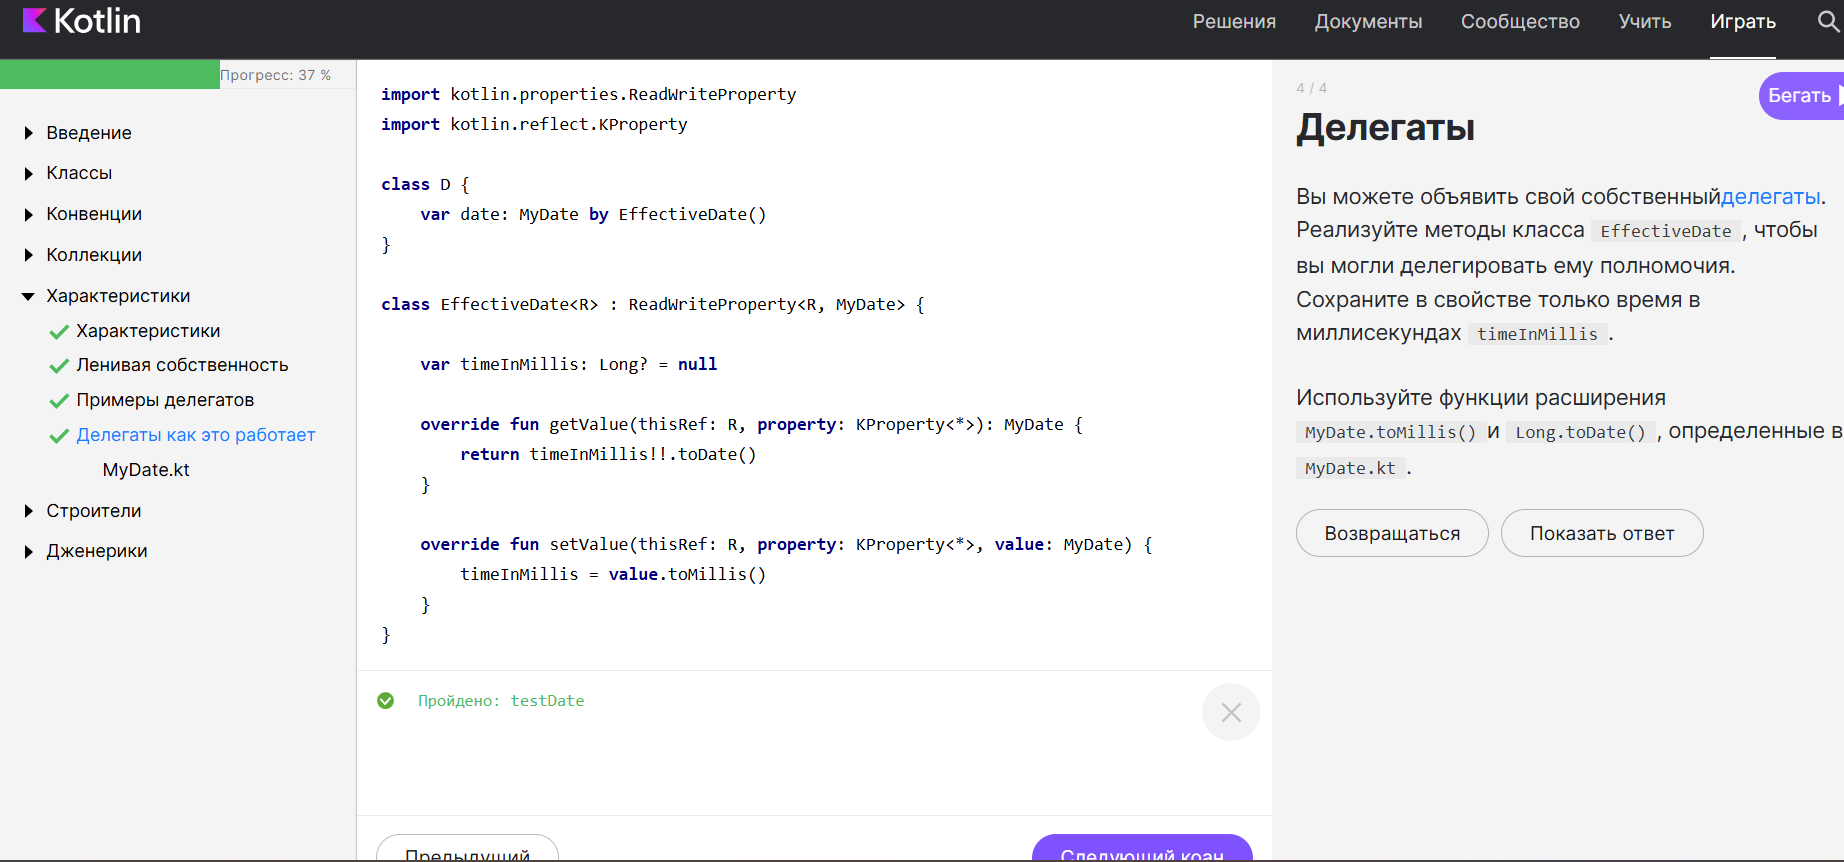 Kotlin
Решения Документы Сообщество Учить Играть
Прогресс: 37 %
Введение
Классы
Конвенции
Коллекции
Характеристики
Характеристики
Ленивая собственность
Примеры делегатов
Делегаты как это работает
MyDate.kt
Строители
Дженерики
import kotlin.properties.ReadWriteProperty
import kotlin.reflect.KProperty
class D {
    var date: MyDate by EffectiveDate()
}
class EffectiveDate<R> : ReadWriteProperty<R, MyDate> {
    var timeInMillis: Long? = null
    override fun getValue(thisRef: R, property: KProperty<*>): MyDate {
        return timeInMillis!!.toDate()
    }
    override fun setValue(thisRef: R, property: KProperty<*>, value: MyDate) {
        timeInMillis = value.toMillis()
    }
}
Пройдено: testDate
Предыдущий
Следующий коан
4 / 4
Бегать
Делегаты
Вы можете объявить свой собственныйделегаты.
Реализуйте методы класса EffectiveDate, чтобы
вы могли делегировать ему полномочия.
Сохраните в свойстве только время в
миллисекундах timeInMillis.
Используйте функции расширения
MyDate.toMillis() и Long.toDate(), определенные в
MyDate.kt.
Возвращаться
Показать ответ